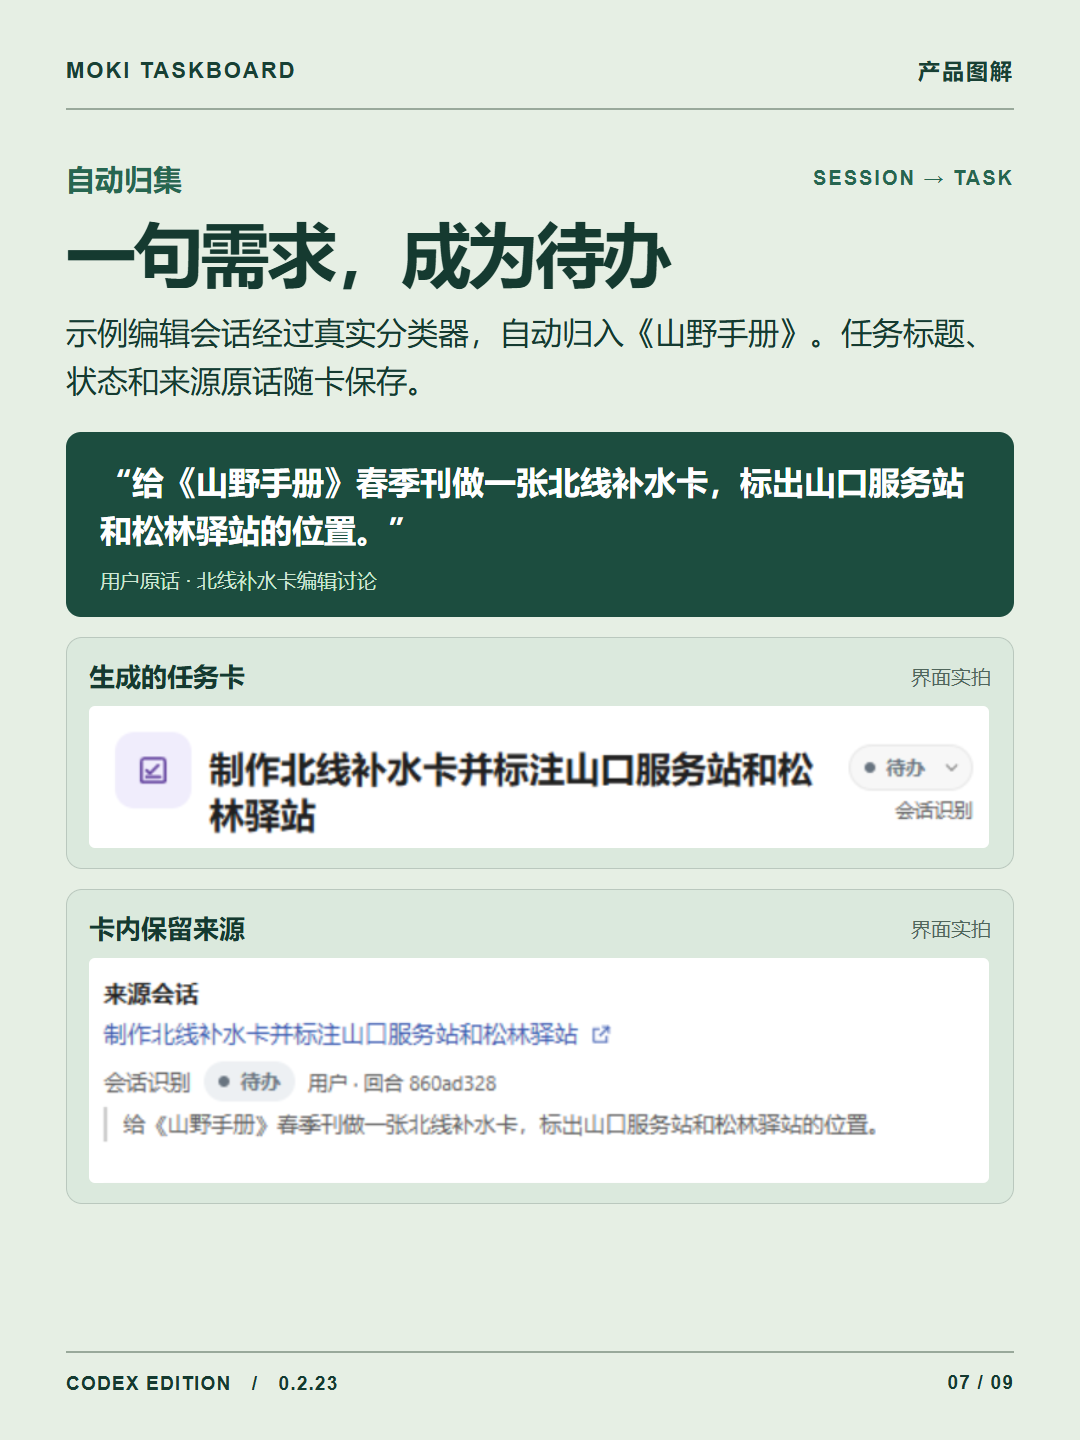 MOKI TASKBOARD
产品图解
自动归集
SESSION → TASK
一句需求，成为待办
示例编辑会话经过真实分类器，自动归入《山野手册》。任务标题、
状态和来源原话随卡保存。
“给《山野手册》春季刊做一张北线补水卡，标出山口服务站
和松林驿站的位置。”
用户原话 · 北线补水卡编辑讨论
生成的任务卡
界面实拍
制作北线补水卡并标注山口服务站和松
林驿站
待办
会话识别
卡内保留来源
界面实拍
来源会话
制作北线补水卡并标注山口服务站和松林驿站
会话识别 待办 用户 · 回合 860ad328
给《山野手册》春季刊做一张北线补水卡，标出山口服务站和松林驿站的位置。
CODEX EDITION / 0.2.23
07 / 09